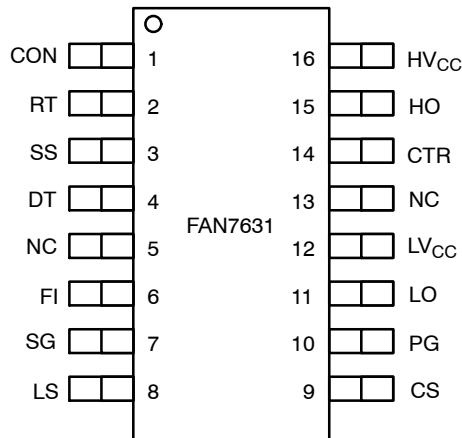 CON 1 16 HVCC
RT 2 15 HO
SS 3 14 CTR
DT 4 13 NC
FAN7631
NC 5 12 LVCC
FI 6 11 LO
SG 7 10 PG
LS 8 9 CS